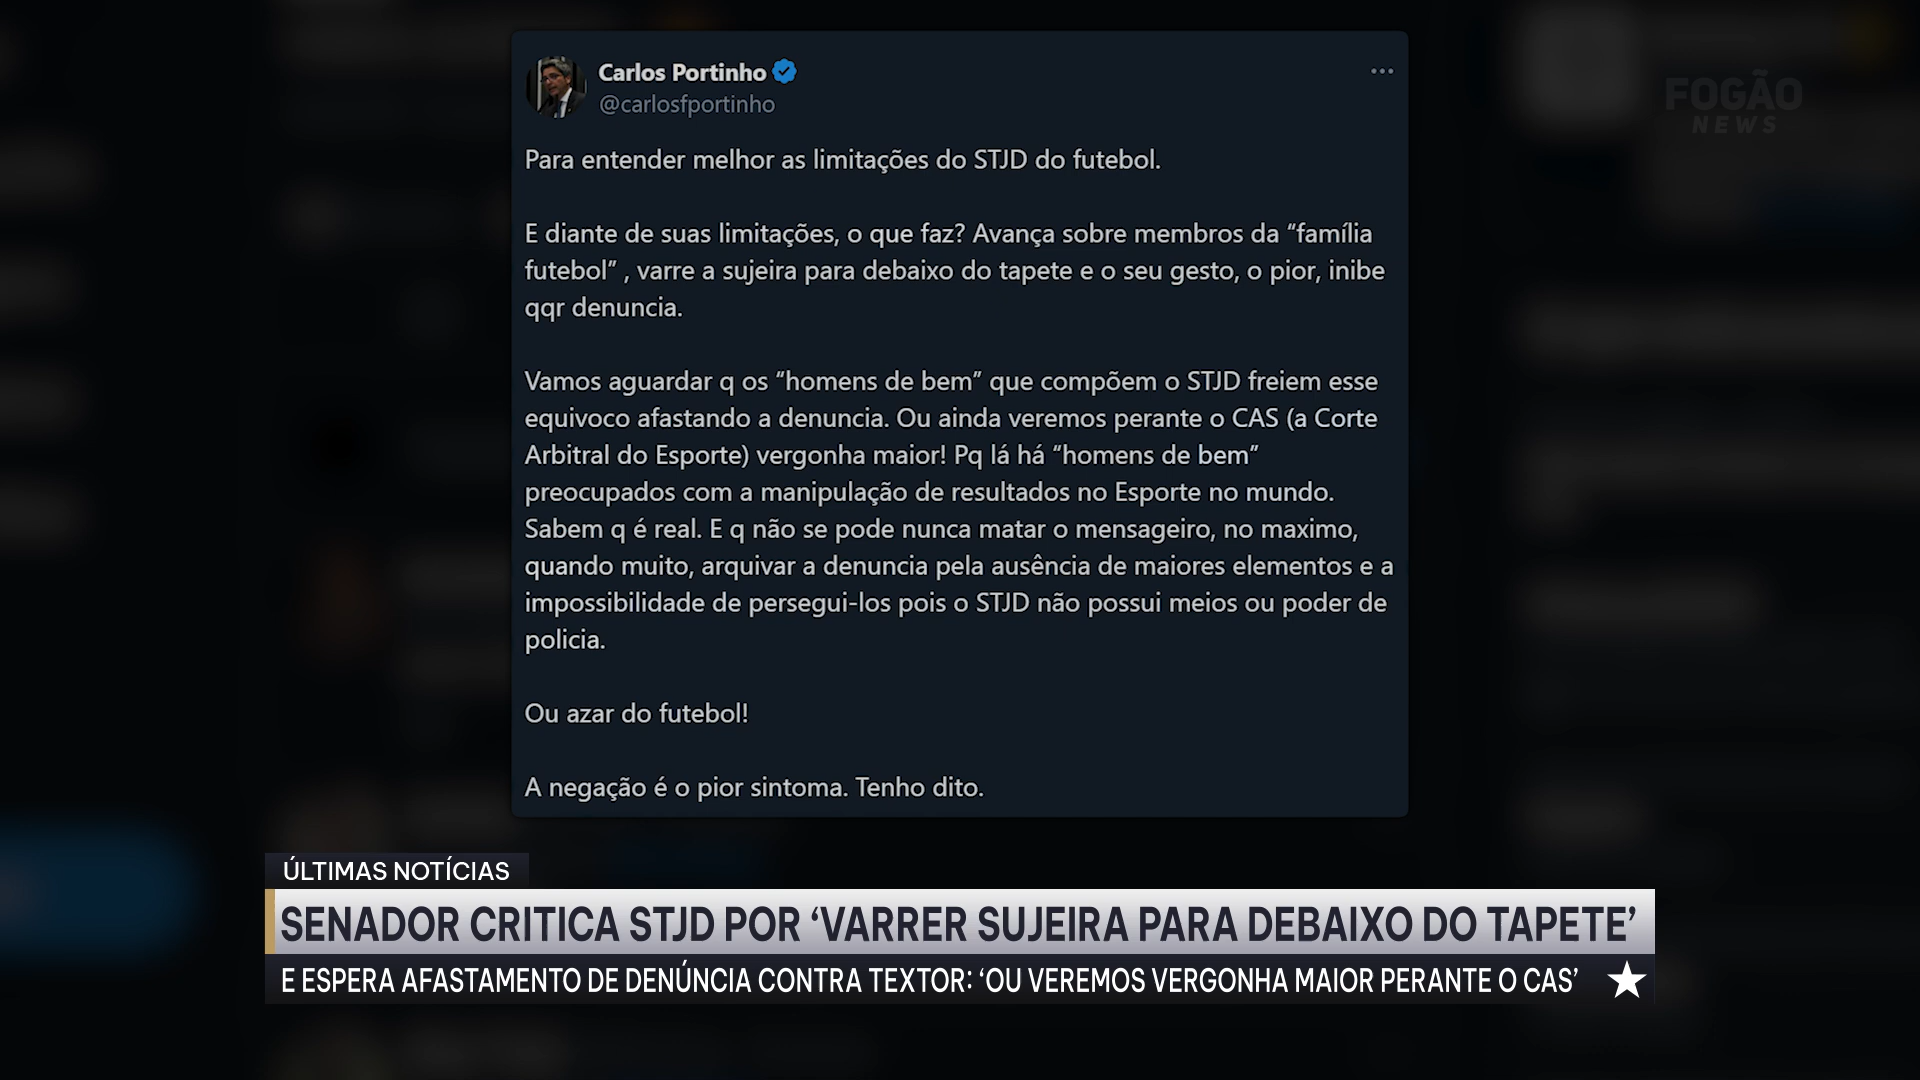 Carlos Portinho
@carlosfportinho
FOGÃO
NEWS
Para entender melhor as limitações do STJD do futebol.
E diante de suas limitações, o que faz? Avança sobre membros da “família
futebol” , varre a sujeira para debaixo do tapete e o seu gesto, o pior, inibe
qqr denuncia.
Vamos aguardar q os “homens de bem” que compõem o STJD freiem esse
equivoco afastando a denuncia. Ou ainda veremos perante o CAS (a Corte
Arbitral do Esporte) vergonha maior! Pq lá há “homens de bem”
preocupados com a manipulação de resultados no Esporte no mundo.
Sabem q é real. E q não se pode nunca matar o mensageiro, no maximo,
quando muito, arquivar a denuncia pela ausência de maiores elementos e a
impossibilidade de persegui-los pois o STJD não possui meios ou poder de
policia.
Ou azar do futebol!
A negação é o pior sintoma. Tenho dito.
ÚLTIMAS NOTÍCIAS
SENADOR CRITICA STJD POR ‘VARRER SUJEIRA PARA DEBAIXO DO TAPETE’
E ESPERA AFASTAMENTO DE DENÚNCIA CONTRA TEXTOR: ‘OU VEREMOS VERGONHA MAIOR PERANTE O CAS’